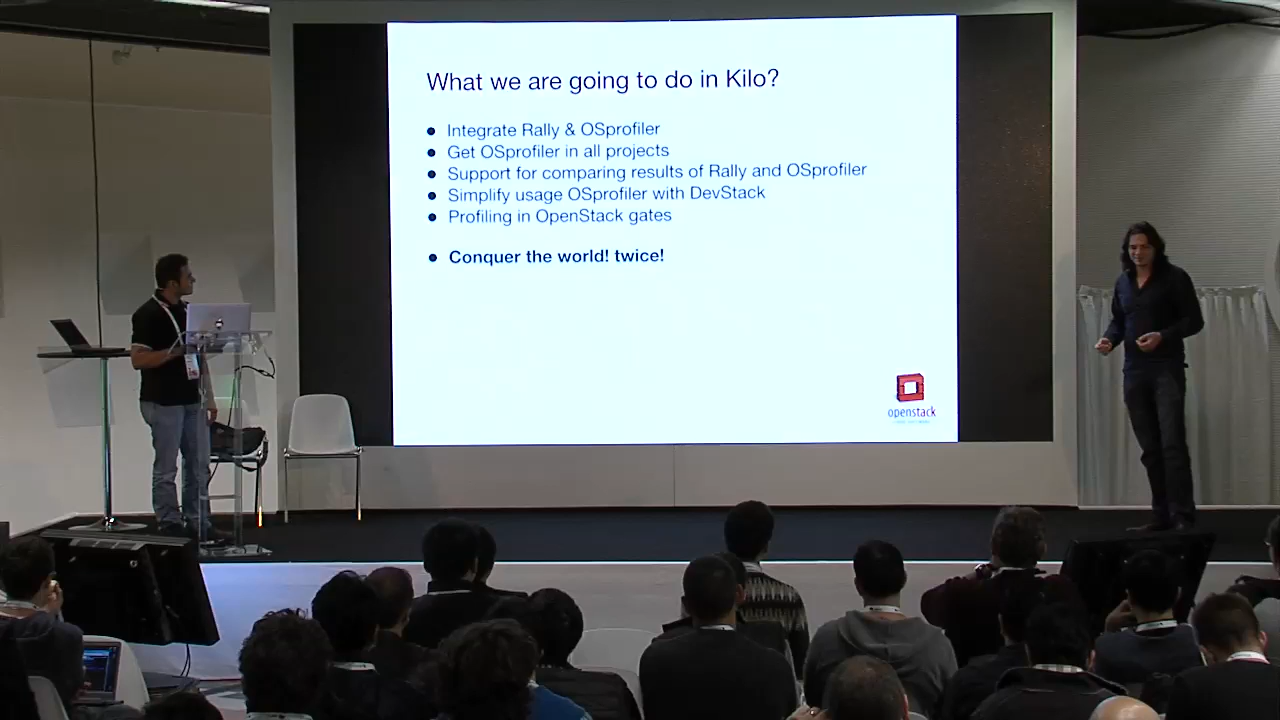 What we are going to do in Kilo?
● Integrate Rally & OSprofiler
● Get OSprofiler in all projects
● Support for comparing results of Rally and OSprofiler
● Simplify usage OSprofiler with DevStack
● Profiling in OpenStack gates
● Conquer the world! twice!
openstack